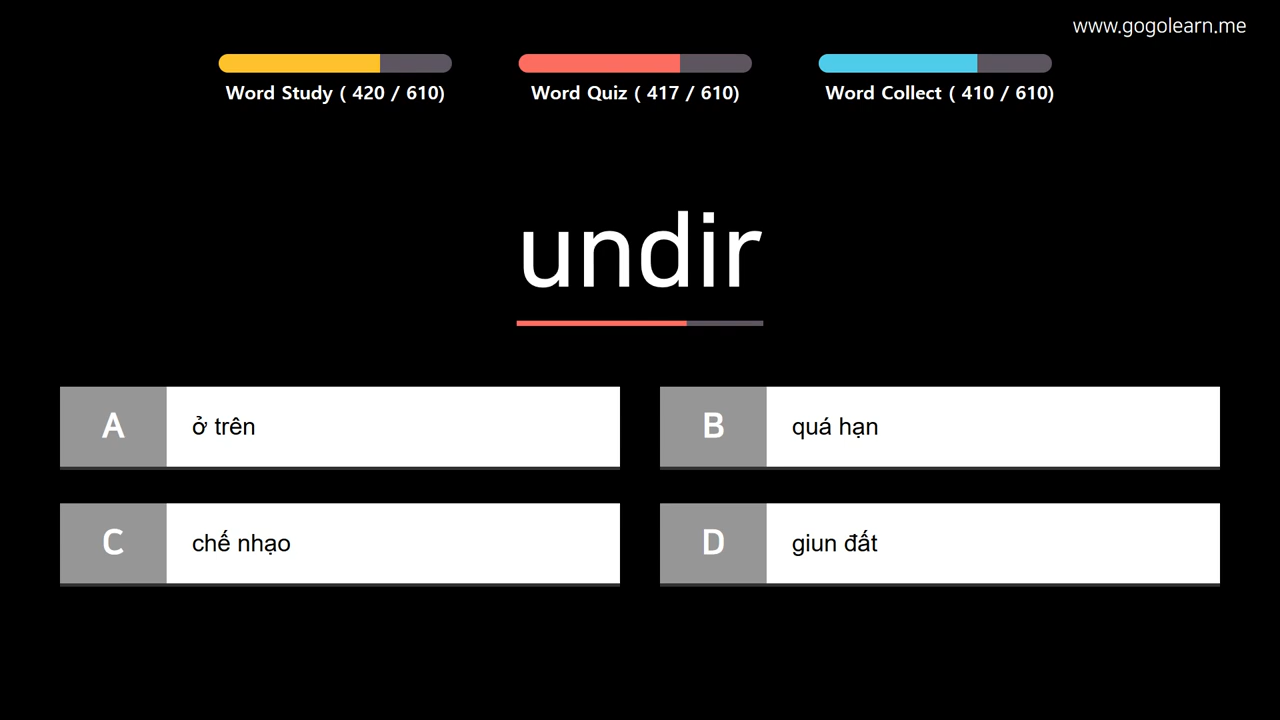 www.gogolearn.me
Word Study ( 420 / 610)
Word Quiz ( 417 / 610)
Word Collect ( 410 / 610)
undir
A
ở trên
B
quá hạn
C
chế nhạo
D
giun đất